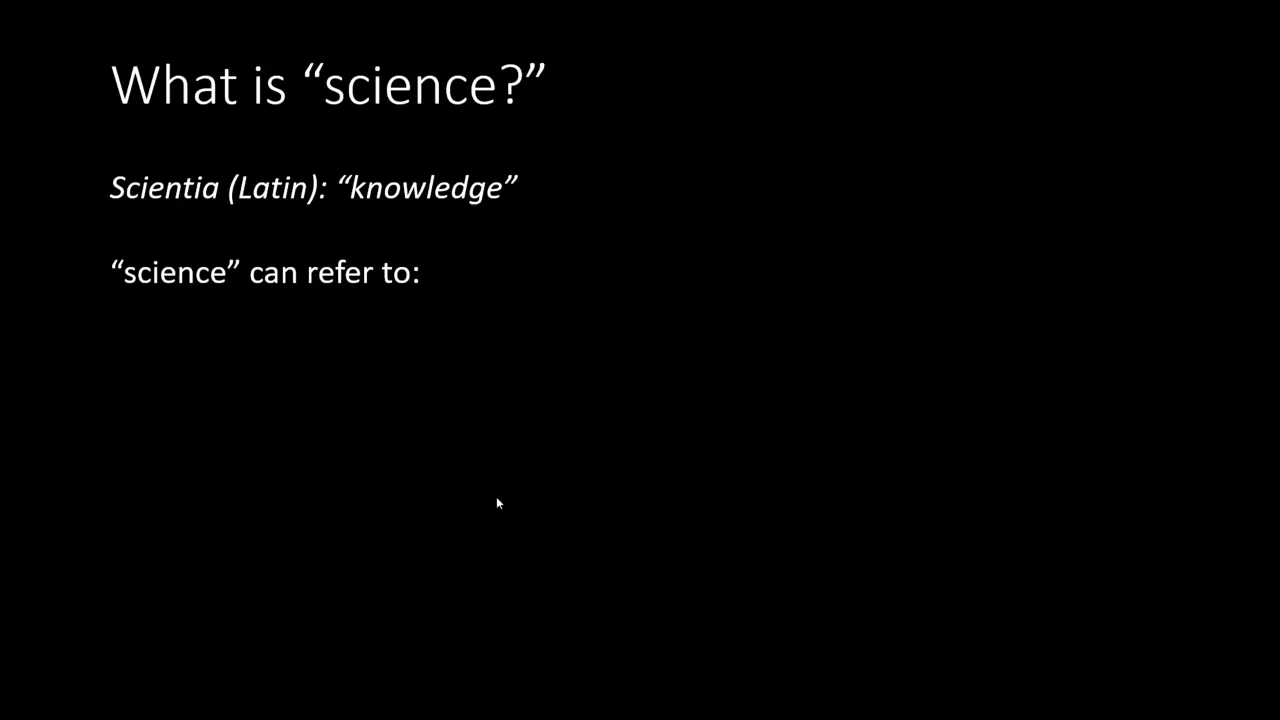 What is “science?”
Scientia (Latin): “knowledge”
“science” can refer to: